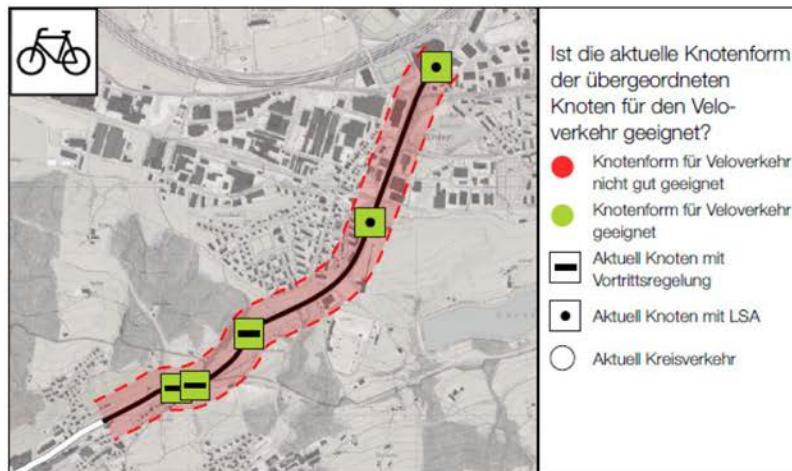 Ist die aktuelle Knotenform
der übergeordneten
Knoten für den Velo-
verkehr geeignet?
Knotenform für Veloverkehr
nicht gut geeignet
Knotenform für Veloverkehr
geeignet
Aktuell Knoten mit
Vortrittsregelung
Aktuell Knoten mit LSA
Aktuell Kreisverkehr